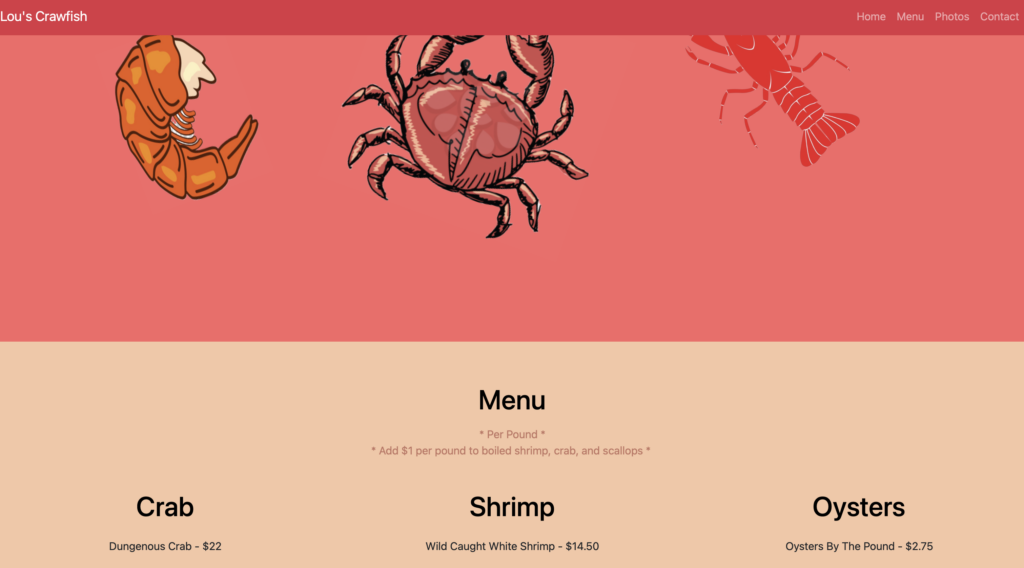 Lou's Crawfish
Home Menu Photos Contact
Menu
* Per Pound *
* Add $1 per pound to boiled shrimp, crab, and scallops *
Crab
Dungenous Crab - $22
Shrimp
Wild Caught White Shrimp - $14.50
Oysters
Oysters By The Pound - $2.75